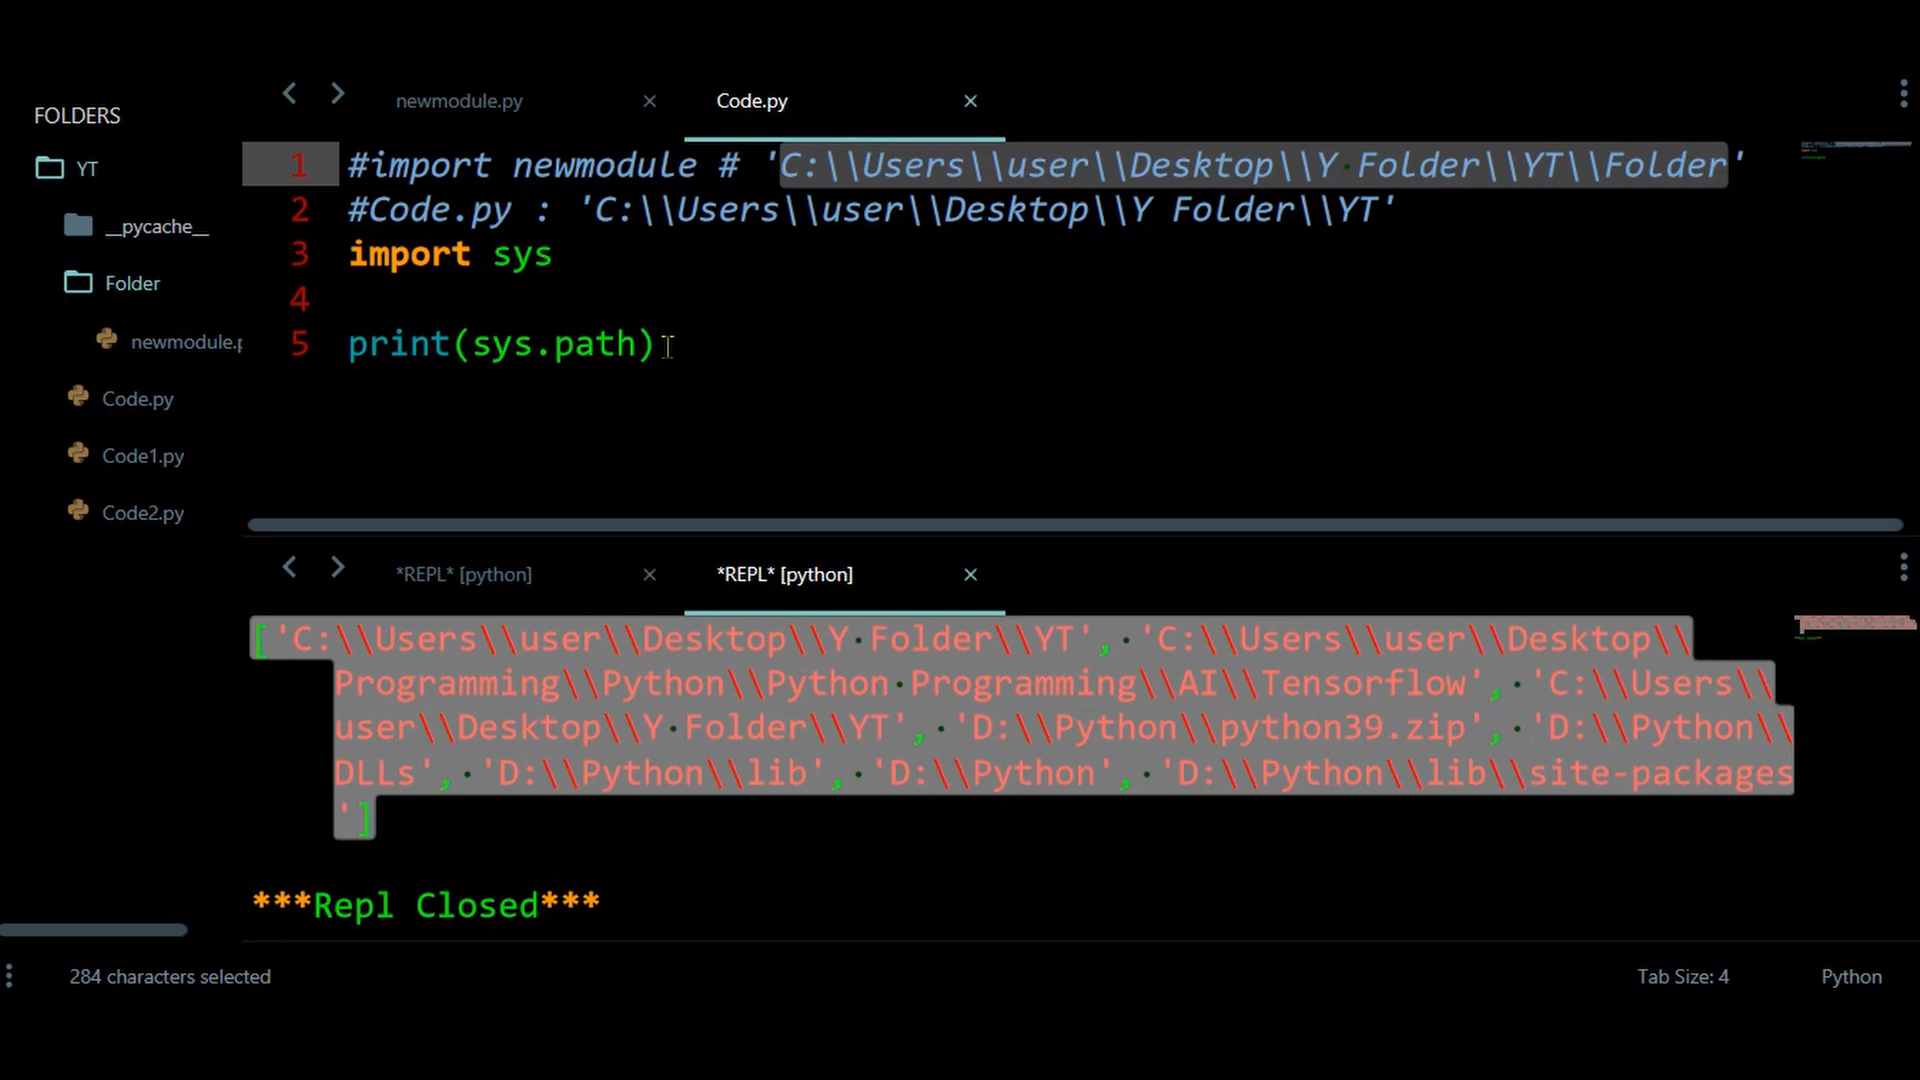 FOLDERS
YT
__pycache__
Folder
newmodule.p
Code.py
Code1.py
Code2.py
newmodule.py
Code.py
1 #import newmodule # 'C:\\Users\\user\\Desktop\\Y Folder\\YT\\Folder'
2 #Code.py : 'C:\\Users\\user\\Desktop\\Y Folder\\YT'
3 import sys
4
5 print(sys.path)
*REPL* [python]
*REPL* [python]
['C:\\Users\\user\\Desktop\\Y Folder\\YT', 'C:\\Users\\user\\Desktop\\
Programming\\Python\\Python Programming\\AI\\Tensorflow', 'C:\\Users\\
user\\Desktop\\Y Folder\\YT', 'D:\\Python\\python39.zip', 'D:\\Python\\
DLLs', 'D:\\Python\\lib', 'D:\\Python', 'D:\\Python\\lib\\site-packages
']
***Repl Closed***
284 characters selected
Tab Size: 4
Python